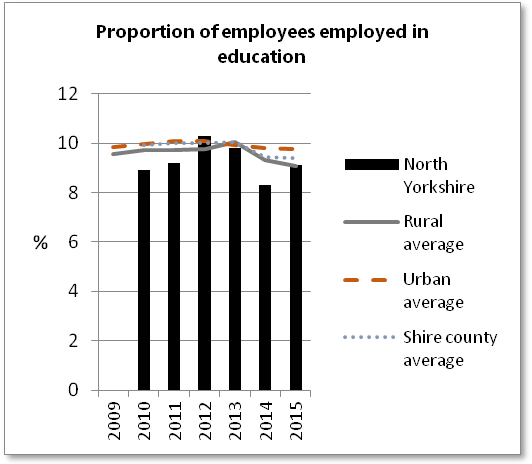 Proportion of employees employed in
education
12
10
8
6
4
2
0
%
2009
2010
2011
2012
2013
2014
2015
North
Yorkshire
Rural
average
Urban
average
Shire county
average